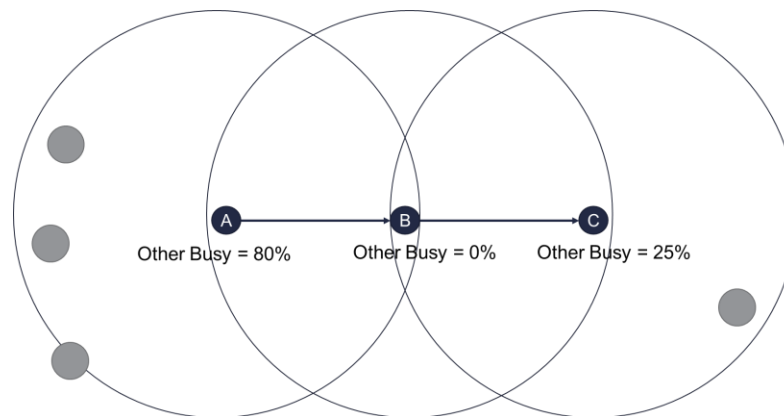 A
B
C
Other Busy = 80%
Other Busy = 0%
Other Busy = 25%